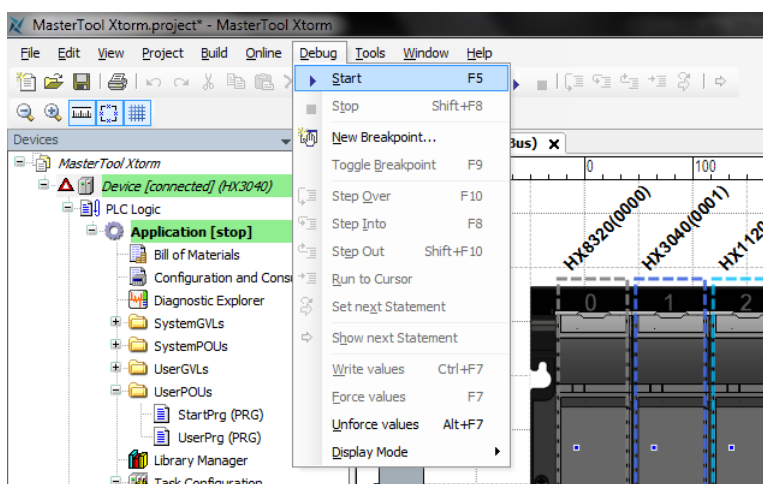 MasterTool Xtorm.project* - MasterTool Xtorm
File Edit View Project Build Online Debug Tools Window Help
Devices
MasterTool Xtorm
Device [connected] (HX3040)
PLC Logic
Application [stop]
Bill of Materials
Configuration and Consu
Diagnostic Explorer
SystemGVLs
SystemPOUs
UserGVLs
UserPOUs
StartPrg (PRG)
UserPrg (PRG)
Library Manager
Task Configuration
Start F5
Stop Shift+F8
New Breakpoint...
Toggle Breakpoint F9
Step Over F10
Step Into F8
Step Out Shift+F10
Run to Cursor
Set next Statement
Show next Statement
Write values Ctrl+F7
Force values F7
Unforce values Alt+F7
Display Mode
Bus)
0 100
HX8320(0000) HX3040(0001) HX1120
0 1 2